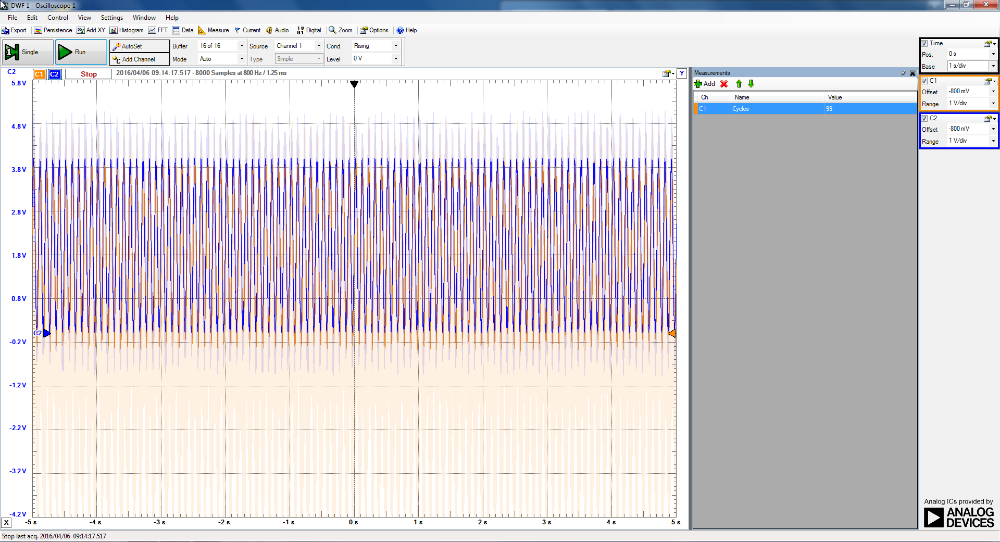 DWF 1 - Oscilloscope 1
File Edit Control View Settings Window Help
Export Persistence Add XY Histogram FFT Data Measure Current Audio Digital Zoom Options Help
1 Single Run AutoSet Buffer 16 of 16 Source Channel 1 Cond. Rising
Add Channel Mode Auto Type Simple Level 0 V
C2 C1 C2 Stop 2016/04/06 09:14:17.517 - 8000 Samples at 800 Hz / 1.25 ms Y
5.8 V
4.8 V
3.8 V
2.8 V
1.8 V
0.8 V
C2
-0.2 V
-1.2 V
-2.2 V
-3.2 V
-4.2 V
X -5 s -4 s -3 s -2 s -1 s 0 s 1 s 2 s 3 s 4 s 5 s
Measurements
Add
Ch Name Value
C1 Cycles 99
Time
Pos. 0 s
Base 1 s/div
C1
Offset -800 mV
Range 1 V/div
C2
Offset -800 mV
Range 1 V/div
Analog ICs provided by
ANALOG
DEVICES
Stop last acq. 2016/04/06 09:14:17.517